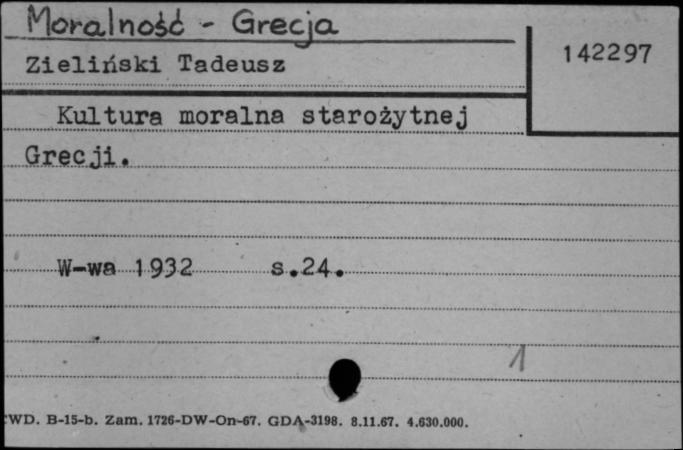 Moralność - Grecja
142297
Zieliński Tadeusz
Kultura moralna starożytnej
Grecji.
W-wa 1932 s.24.
1
WD. B-15-b. Zam. 1726-DW-On-67. GDA-3198. 8.11.67. 4.630.000.